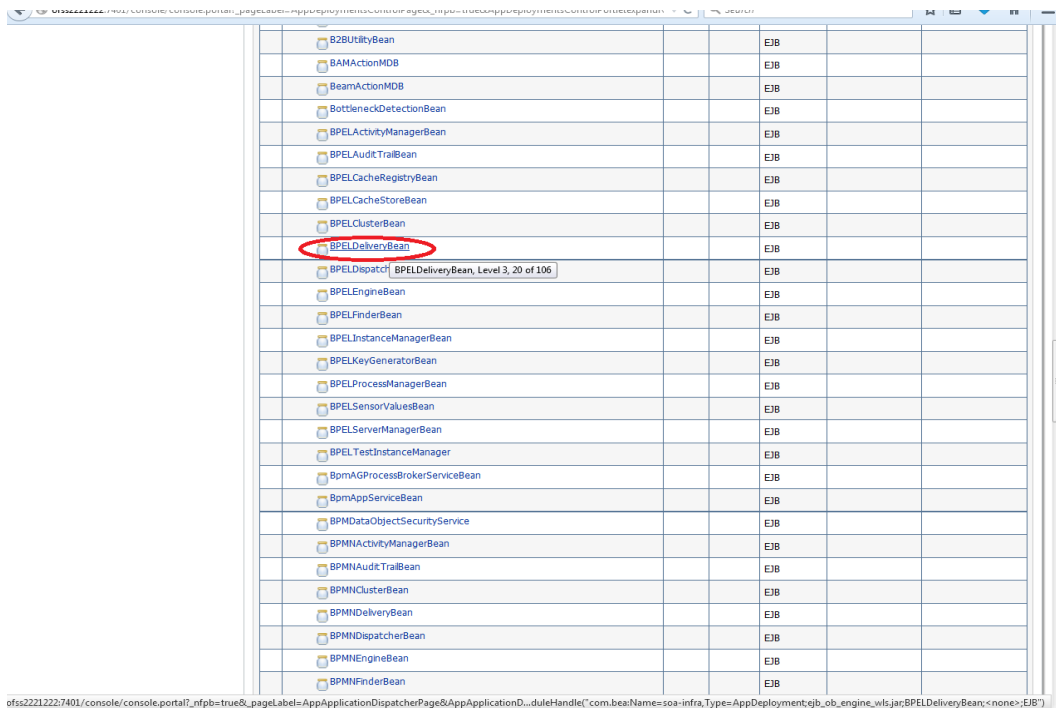 B2BUtilityBean EJB
BAMActionMDB EJB
BeamActionMDB EJB
BottleneckDetectionBean EJB
BPELActivityManagerBean EJB
BPELAuditTrailBean EJB
BPELCacheRegistryBean EJB
BPELCacheStoreBean EJB
BPELClusterBean EJB
BPELDeliveryBean EJB
BPELDispatch BPELDeliveryBean, Level 3, 20 of 106 EJB
BPELEngineBean EJB
BPELFinderBean EJB
BPELInstanceManagerBean EJB
BPELKeyGeneratorBean EJB
BPELProcessManagerBean EJB
BPELSensorValuesBean EJB
BPELServerManagerBean EJB
BPELTestInstanceManager EJB
BpmAGProcessBrokerServiceBean EJB
BpmAppServiceBean EJB
BPMDataObjectSecurityService EJB
BPMNActivityManagerBean EJB
BPMNAuditTrailBean EJB
BPMNClusterBean EJB
BPMNDeliveryBean EJB
BPMNDispatcherBean EJB
BPMNEngineBean EJB
BPMNFinderBean EJB
ofss2221222:7401/console/console.portal?_nfpb=true&_pageLabel=AppApplicationDispatcherPage&AppApplicationD...duleHandle("com.bea:Name=soa-infra,Type=AppDeployment;ejb_ob_engine_wls.jar;BPELDeliveryBean;<none>;EJB")